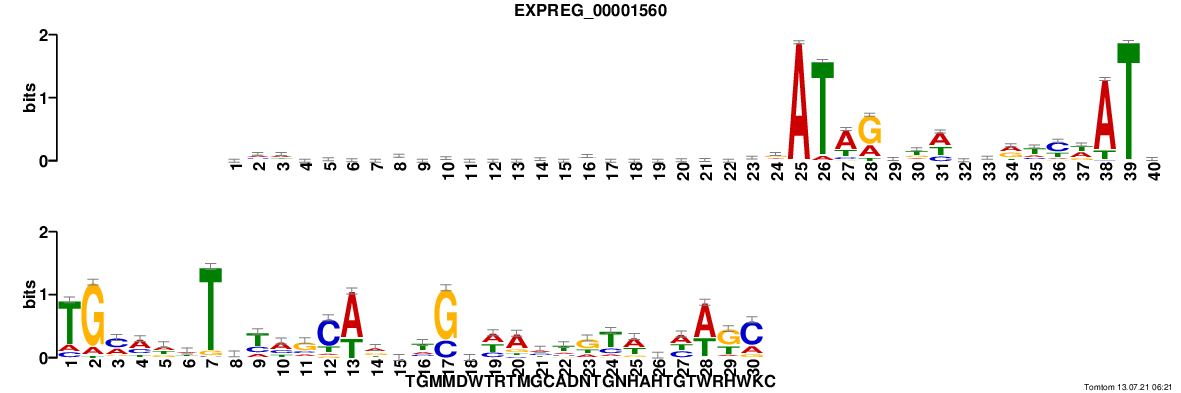 EXPREG_00001560
bits
2
1
0
A T A G A C A T
1 2 3 4 5 6 7 8 9 10 11 12 13 14 15 16 17 18 19 20 21 22 23 24 25 26 27 28 29 30 31 32 33 34 35 36 37 38 39 40
bits
2
1
0
T G C A T C A G A A T A A G C
1 2 3 4 5 6 7 8 9 10 11 12 13 14 15 16 17 18 19 20 21 22 23 24 25 26 27 28 29 30
TGMMDWTRTMGCADNTGNHAHTGTWRHWKC
Tomtom 13.07.21 06:21